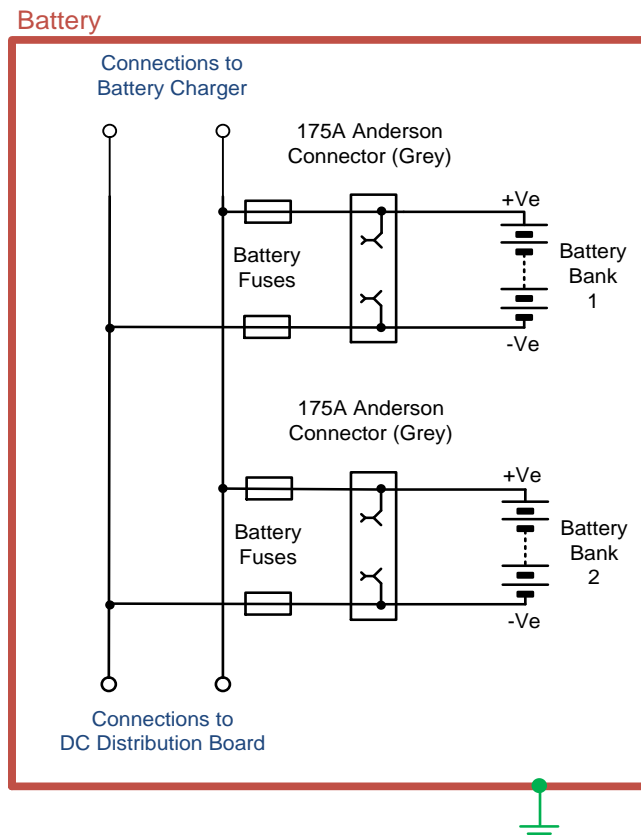 Battery
Connections to
Battery Charger
175A Anderson
Connector (Grey)
+Ve
Battery
Fuses
Battery
Bank
1
-Ve
175A Anderson
Connector (Grey)
+Ve
Battery
Fuses
Battery
Bank
2
-Ve
Connections to
DC Distribution Board